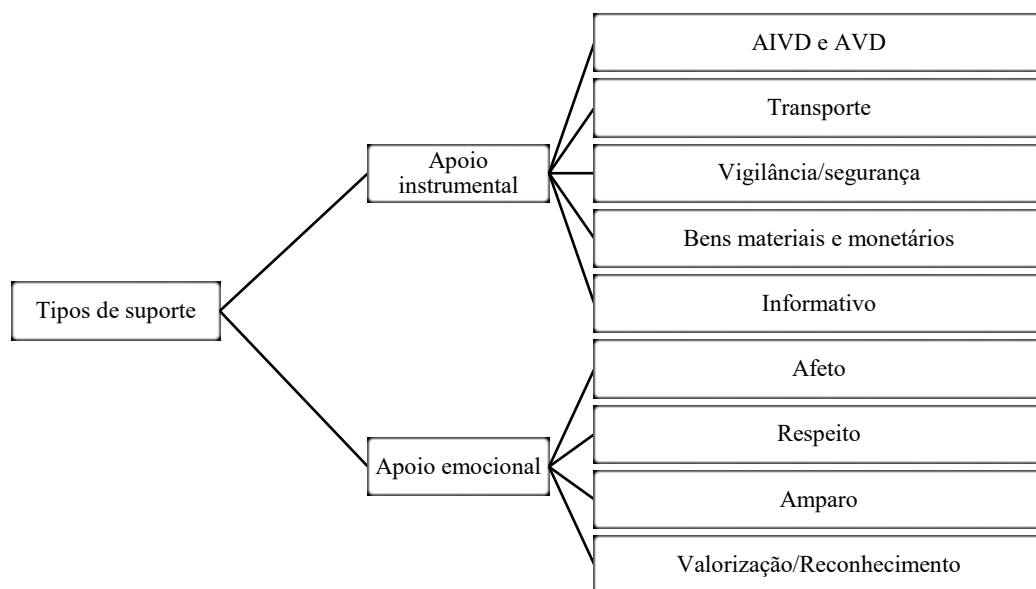 Tipos de suporte
Apoio
instrumental
AIVD e AVD
Transporte
Vigilância/segurança
Bens materiais e monetários
Informativo
Apoio emocional
Afeto
Respeito
Amparo
Valorização/Reconhecimento